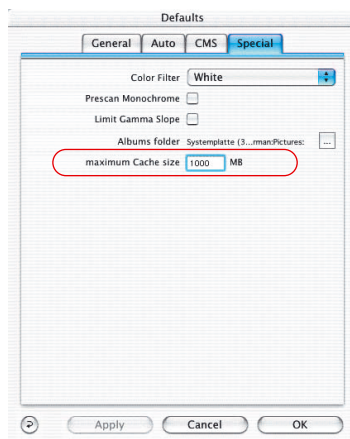 Defaults
General Auto CMS Special
Color Filter White
Prescan Monochrome
Limit Gamma Slope
Albums folder Systemplatte (3...rman:Pictures: ...
maximum Cache size 1000 MB
Apply Cancel OK